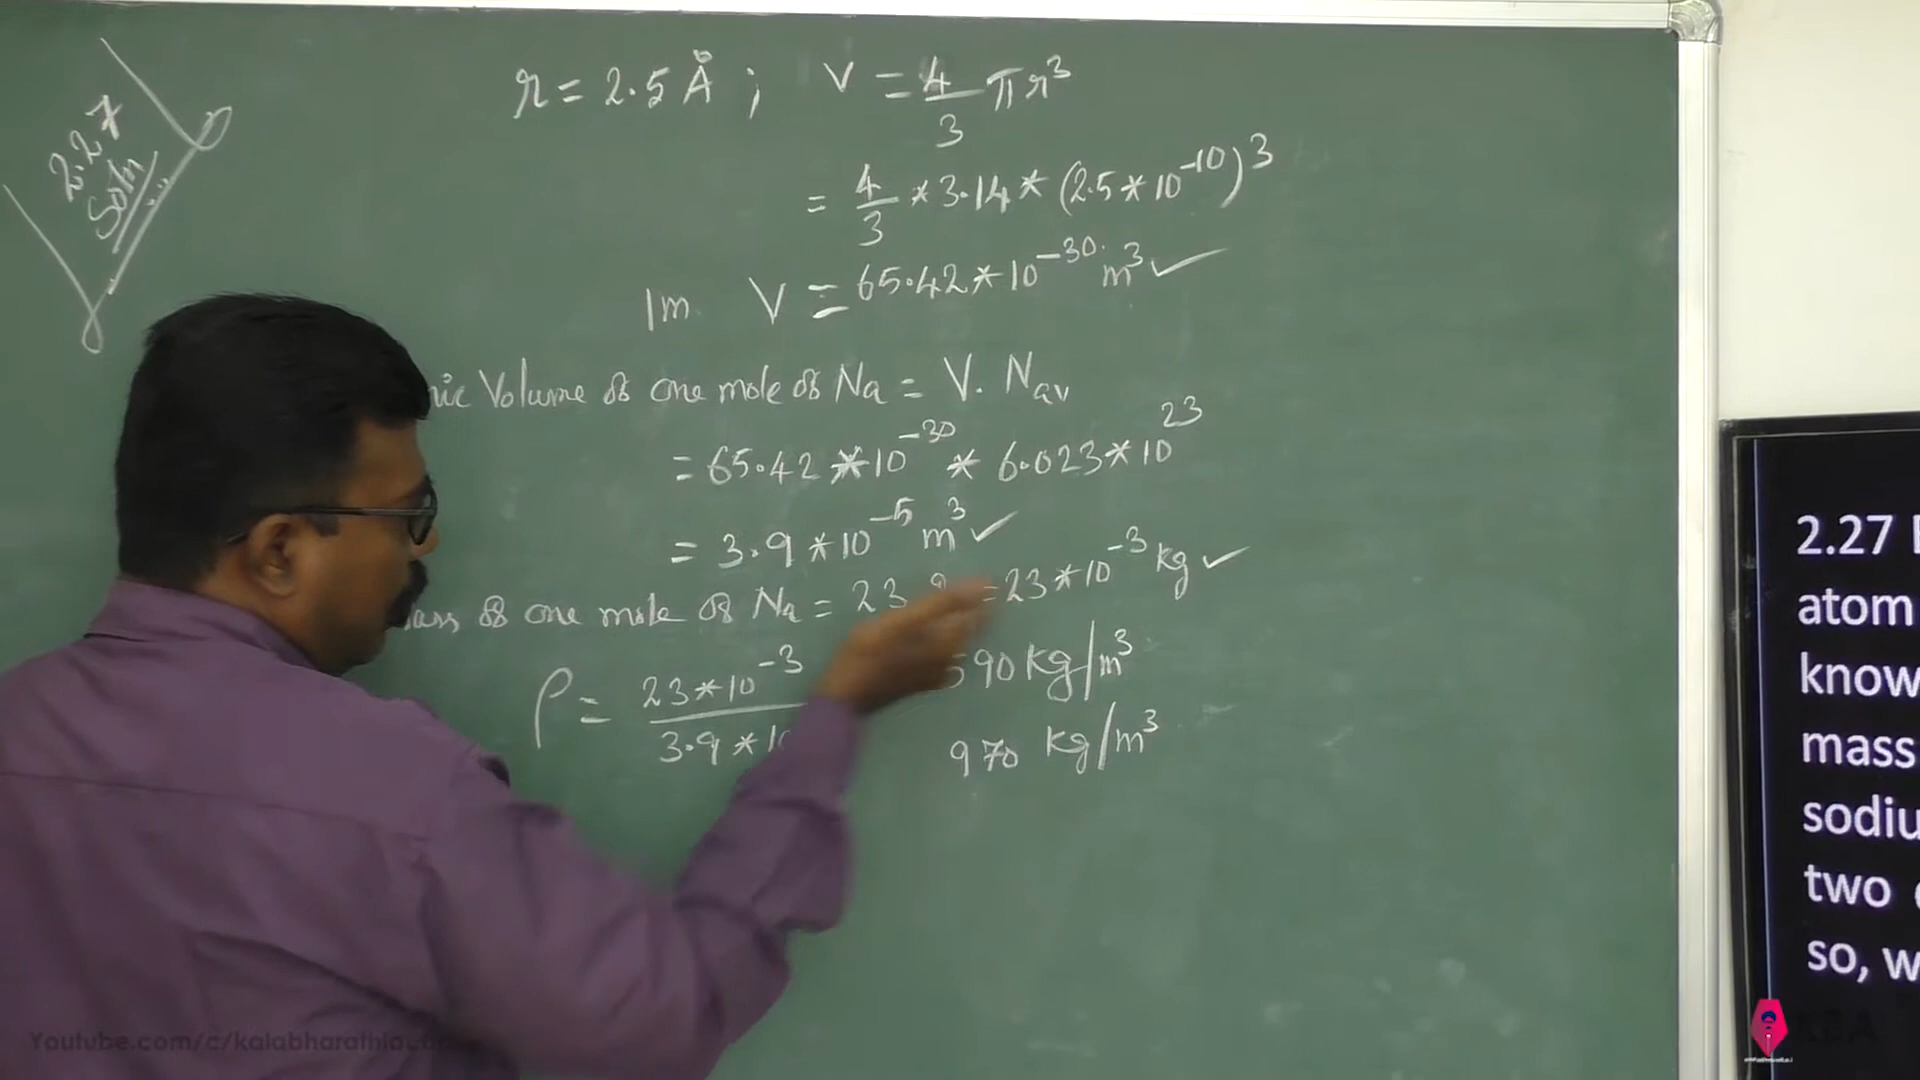 2.27
Soln
r = 2.5 Å ; V = 4/3 πr³
= 4/3 * 3.14 * (2.5 * 10⁻¹⁰)³
1m V = 65.42 * 10⁻³⁰ m³ ✓
Volume of one mole of Na = V. Nav
= 65.42 * 10⁻³⁰ * 6.023 * 10²³
= 3.9 * 10⁻⁵ m³ ✓
of one mole of Na = 23 = 23 * 10⁻³ kg ✓
ρ = 23 * 10⁻³ / 3.9 * 590 kg/m³
970 kg/m³
2.27
atom
know
mass
sodiu
two
so, w
Youtube.com/c/kalabharathi